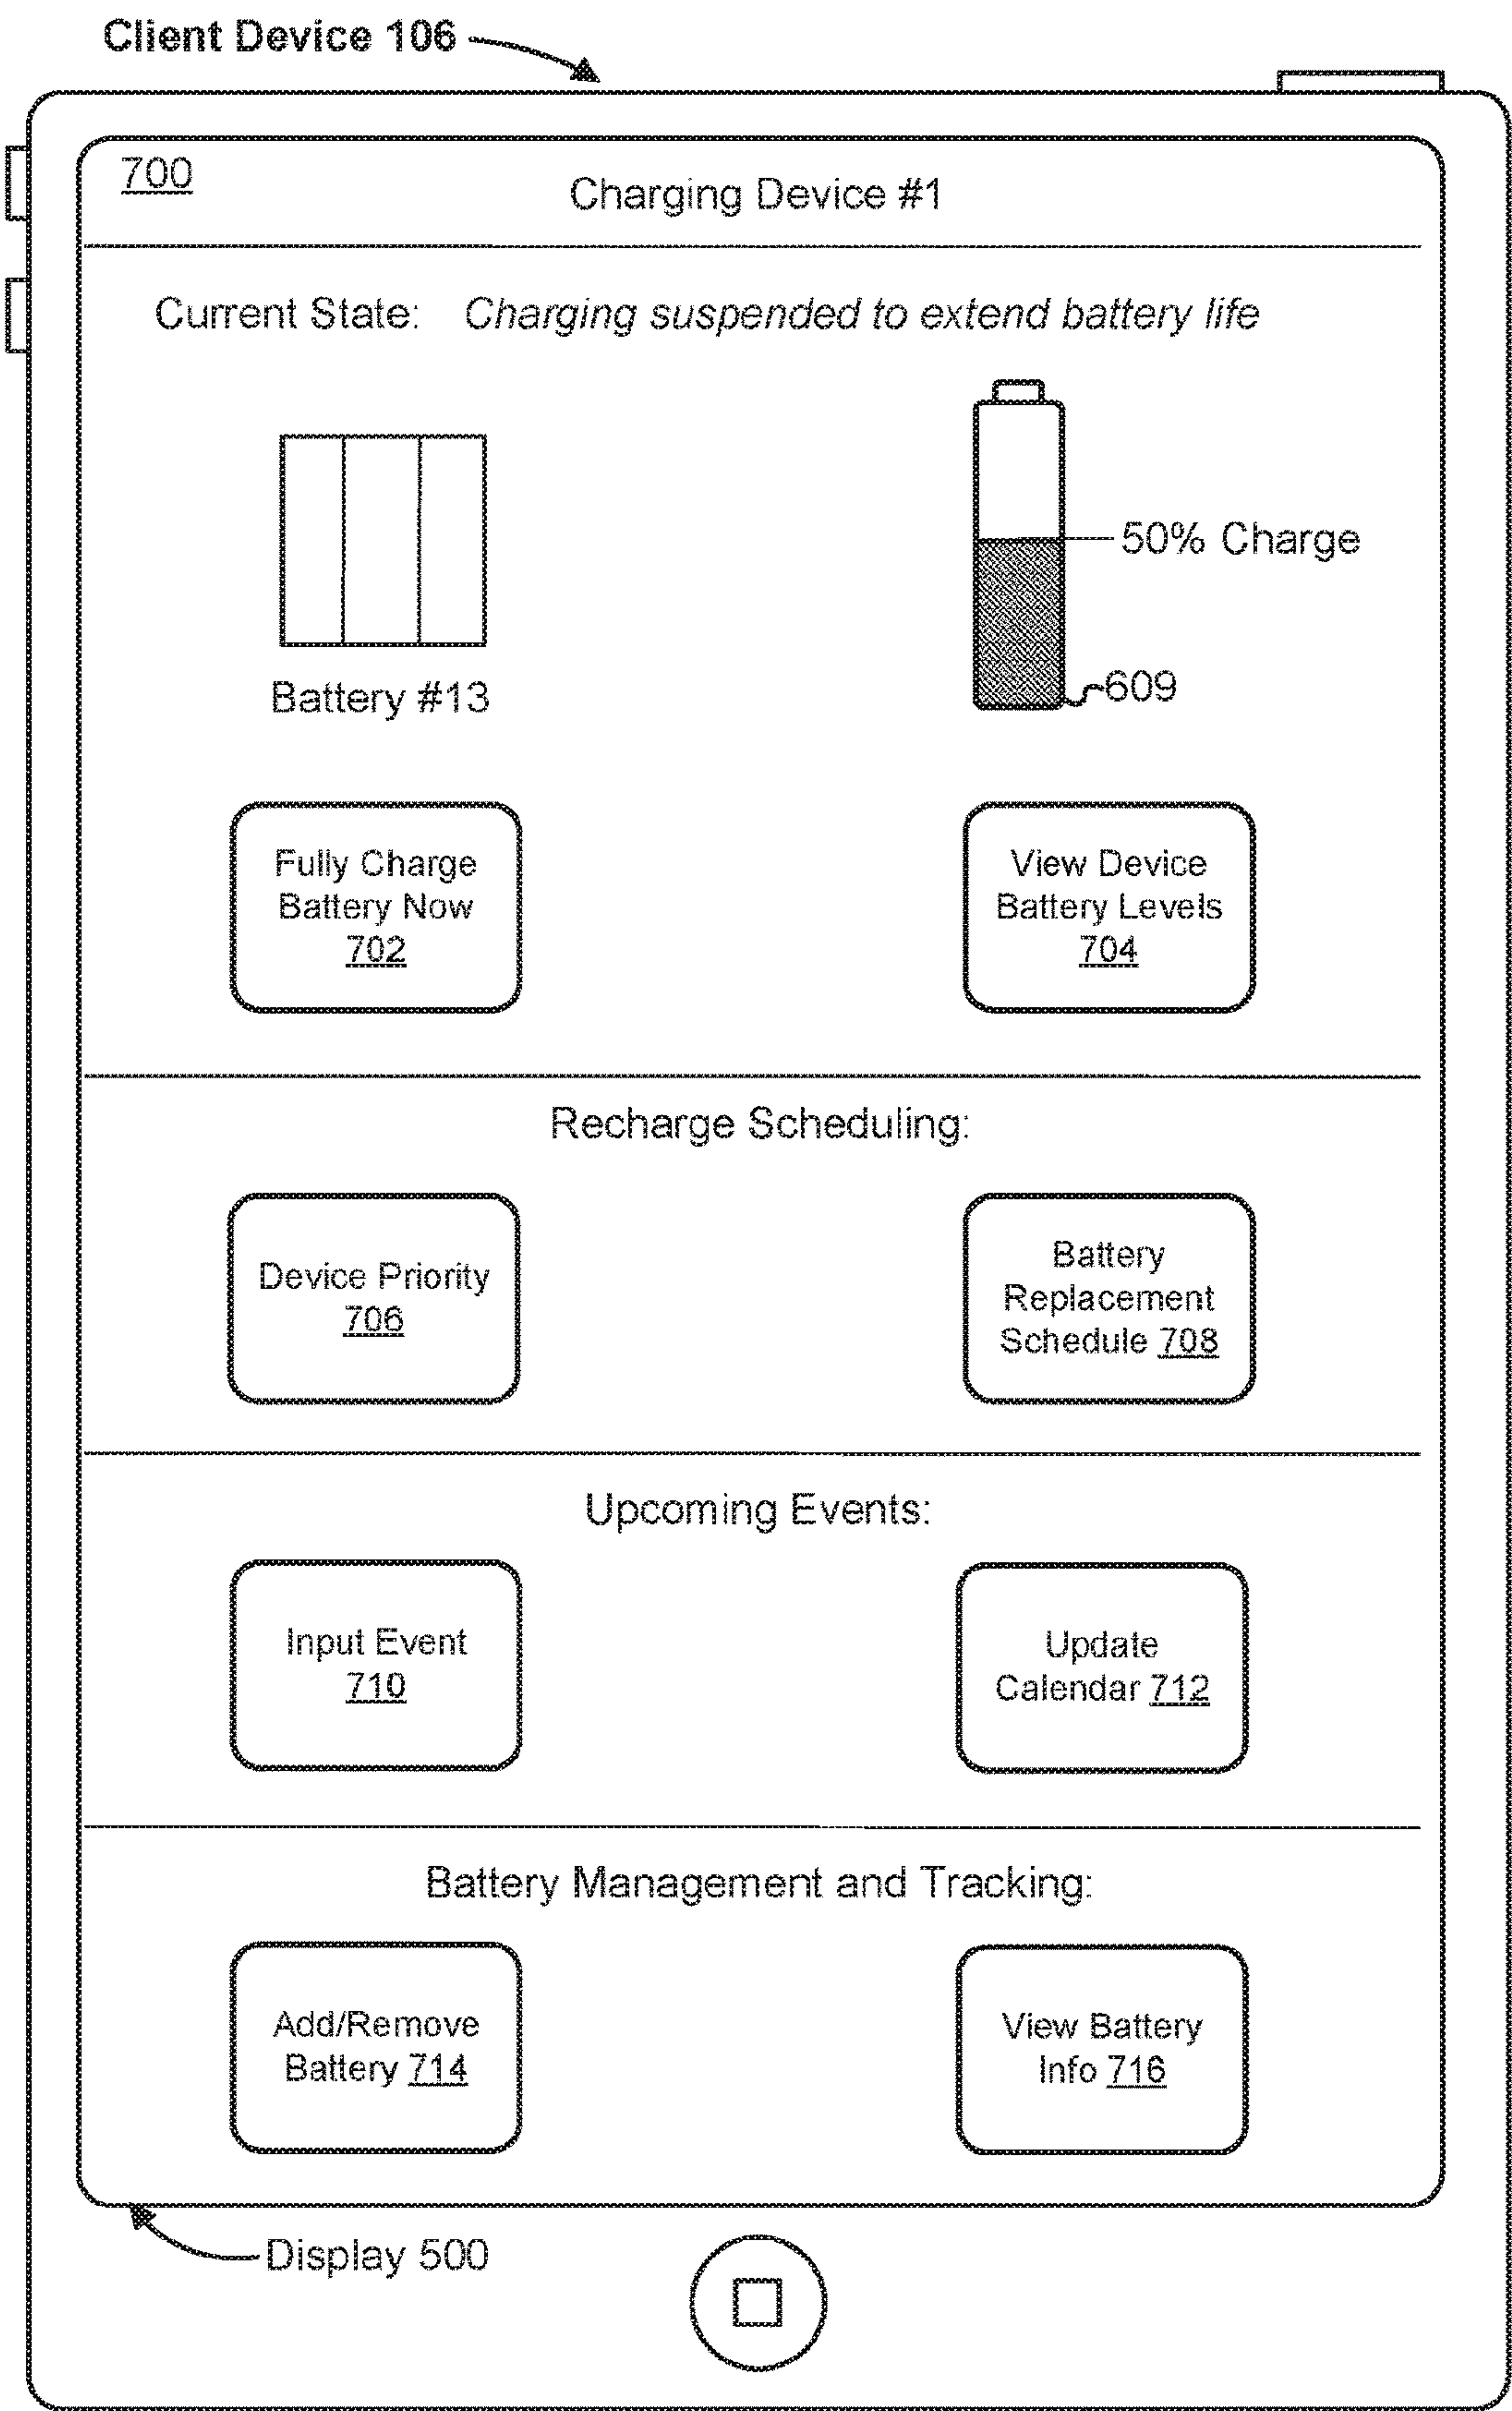 Client Device 106
700
Charging Device #1
Current State: Charging suspended to extend battery life
50% Charge
Battery #13
609
Fully Charge
Battery Now
702
View Device
Battery Levels
704
Recharge Scheduling:
Device Priority
706
Battery
Replacement
Schedule 708
Upcoming Events:
Input Event
710
Update
Calendar 712
Battery Management and Tracking:
Add/Remove
Battery 714
View Battery
Info 716
Display 500